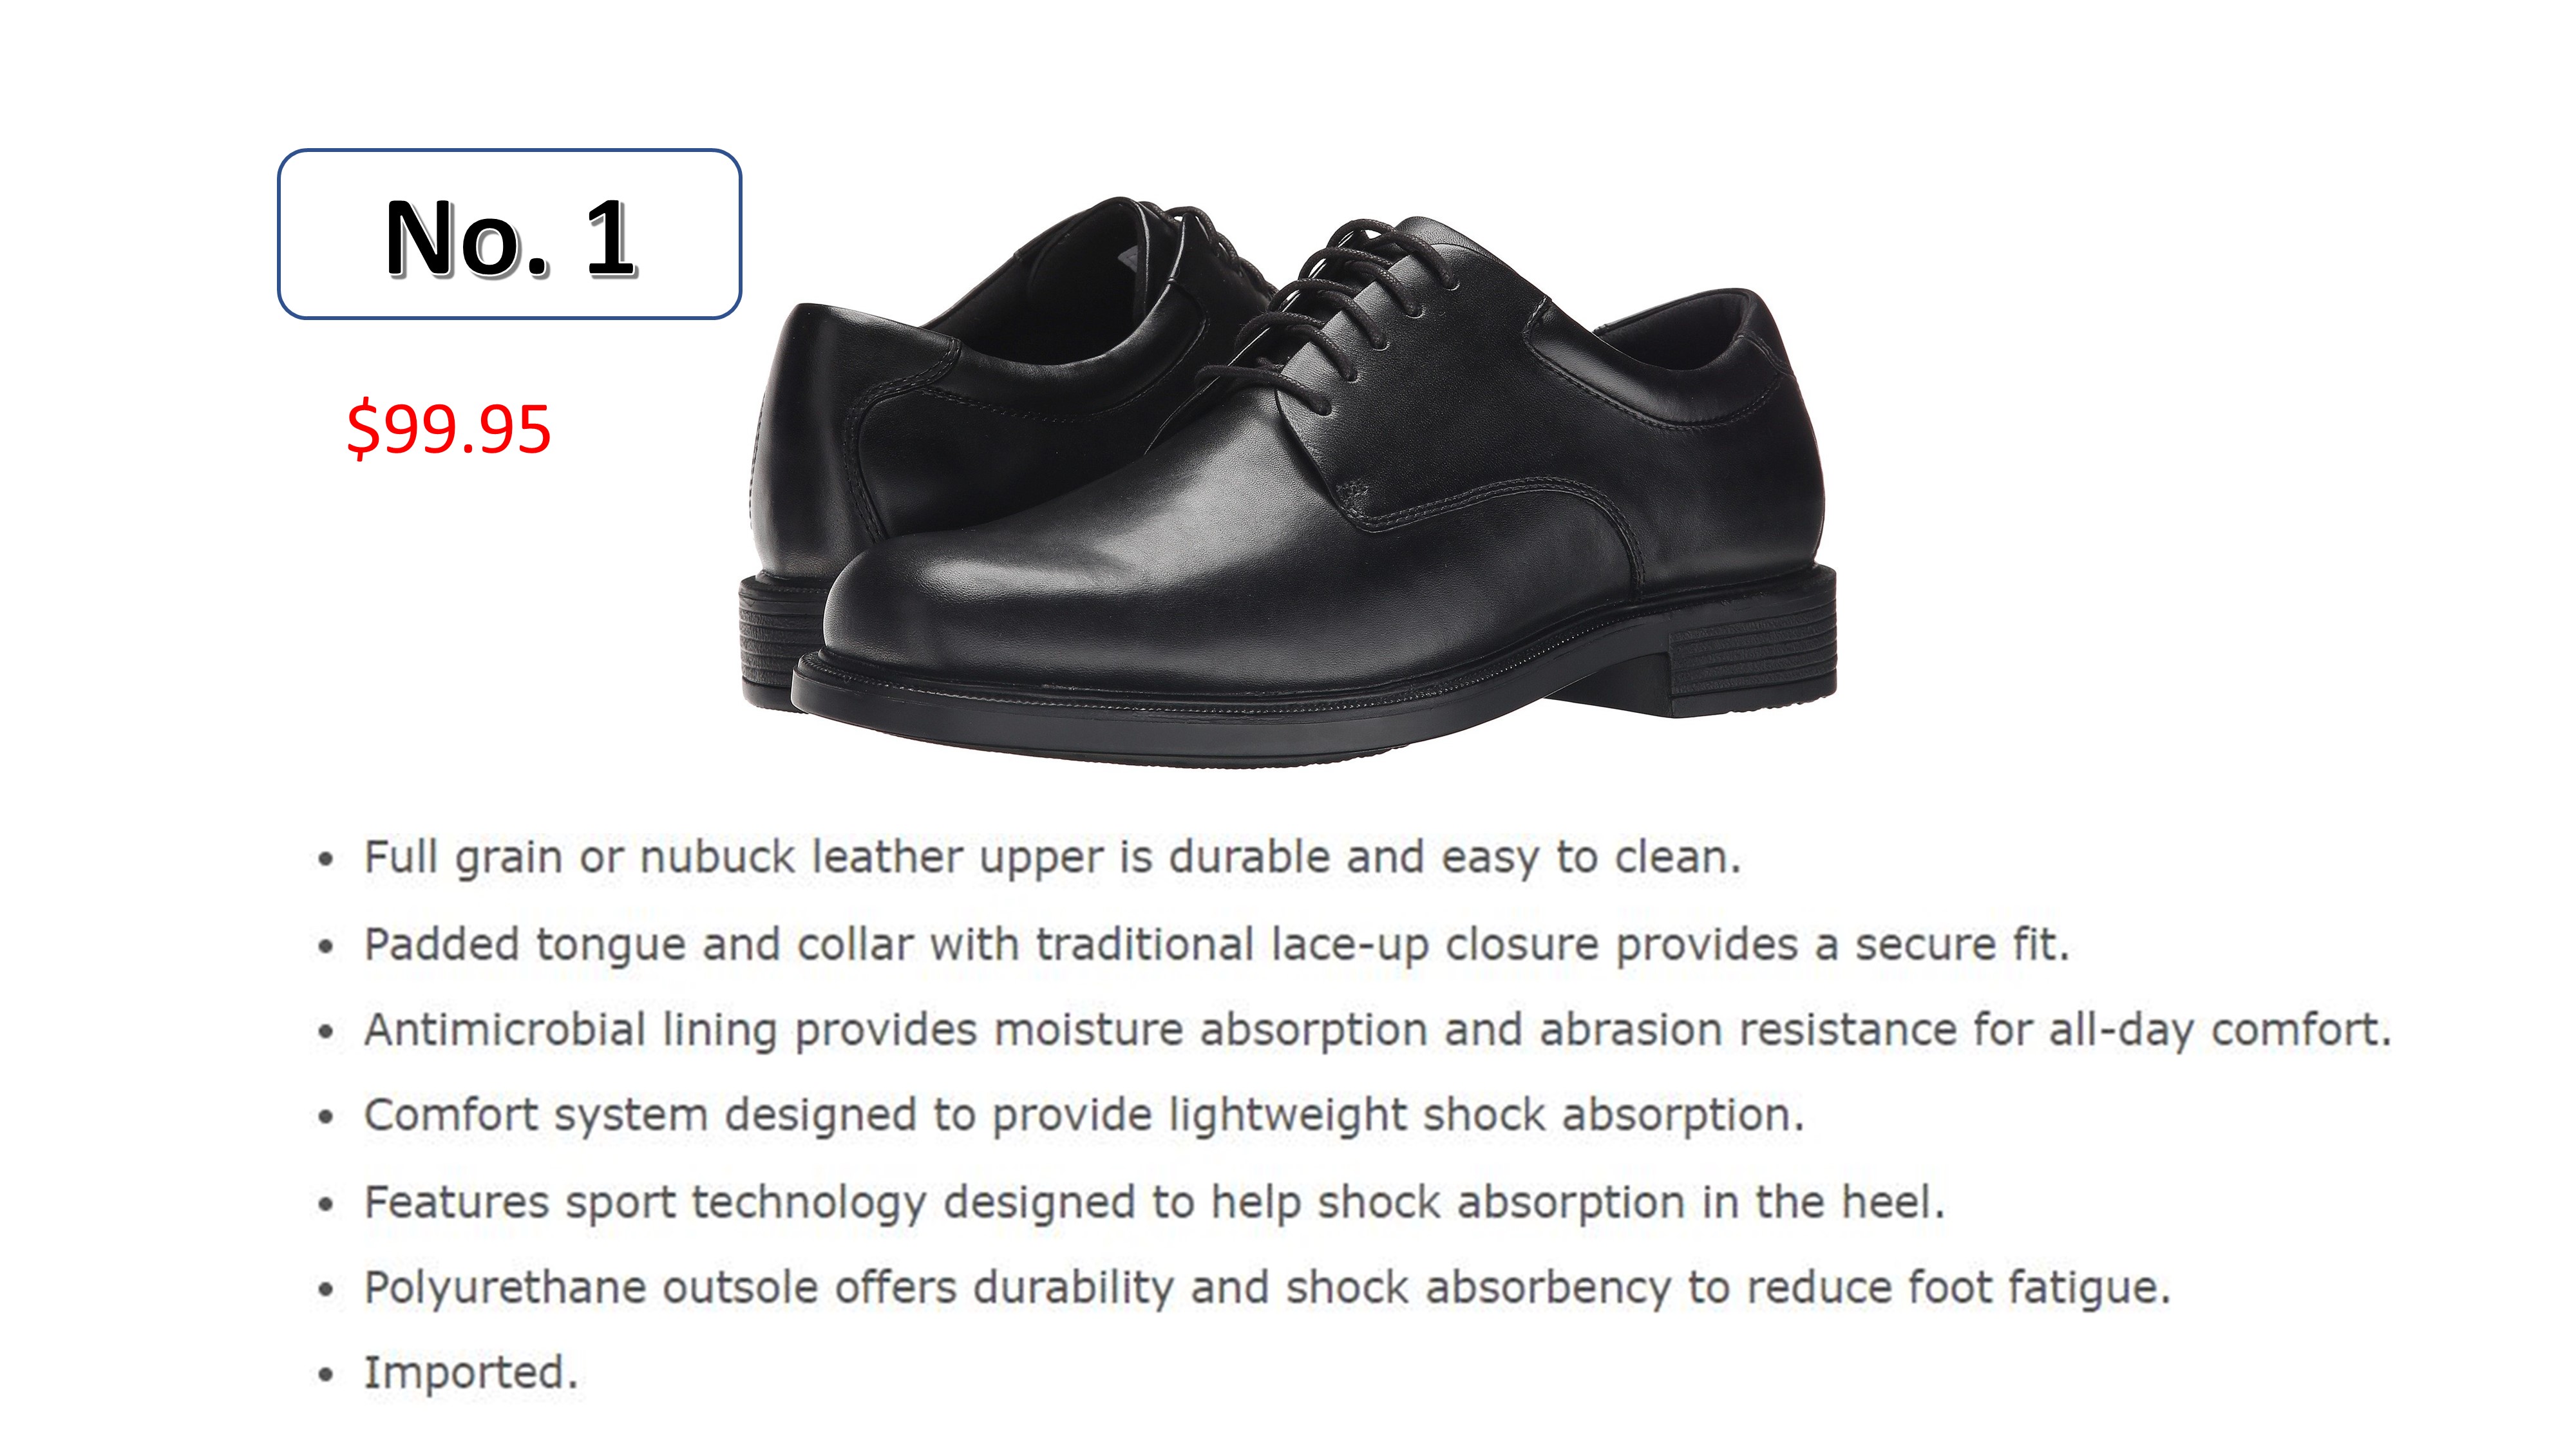 No. 1
$99.95
• Full grain or nubuck leather upper is durable and easy to clean.
• Padded tongue and collar with traditional lace-up closure provides a secure fit.
• Antimicrobial lining provides moisture absorption and abrasion resistance for all-day comfort.
• Comfort system designed to provide lightweight shock absorption.
• Features sport technology designed to help shock absorption in the heel.
• Polyurethane outsole offers durability and shock absorbency to reduce foot fatigue.
• Imported.